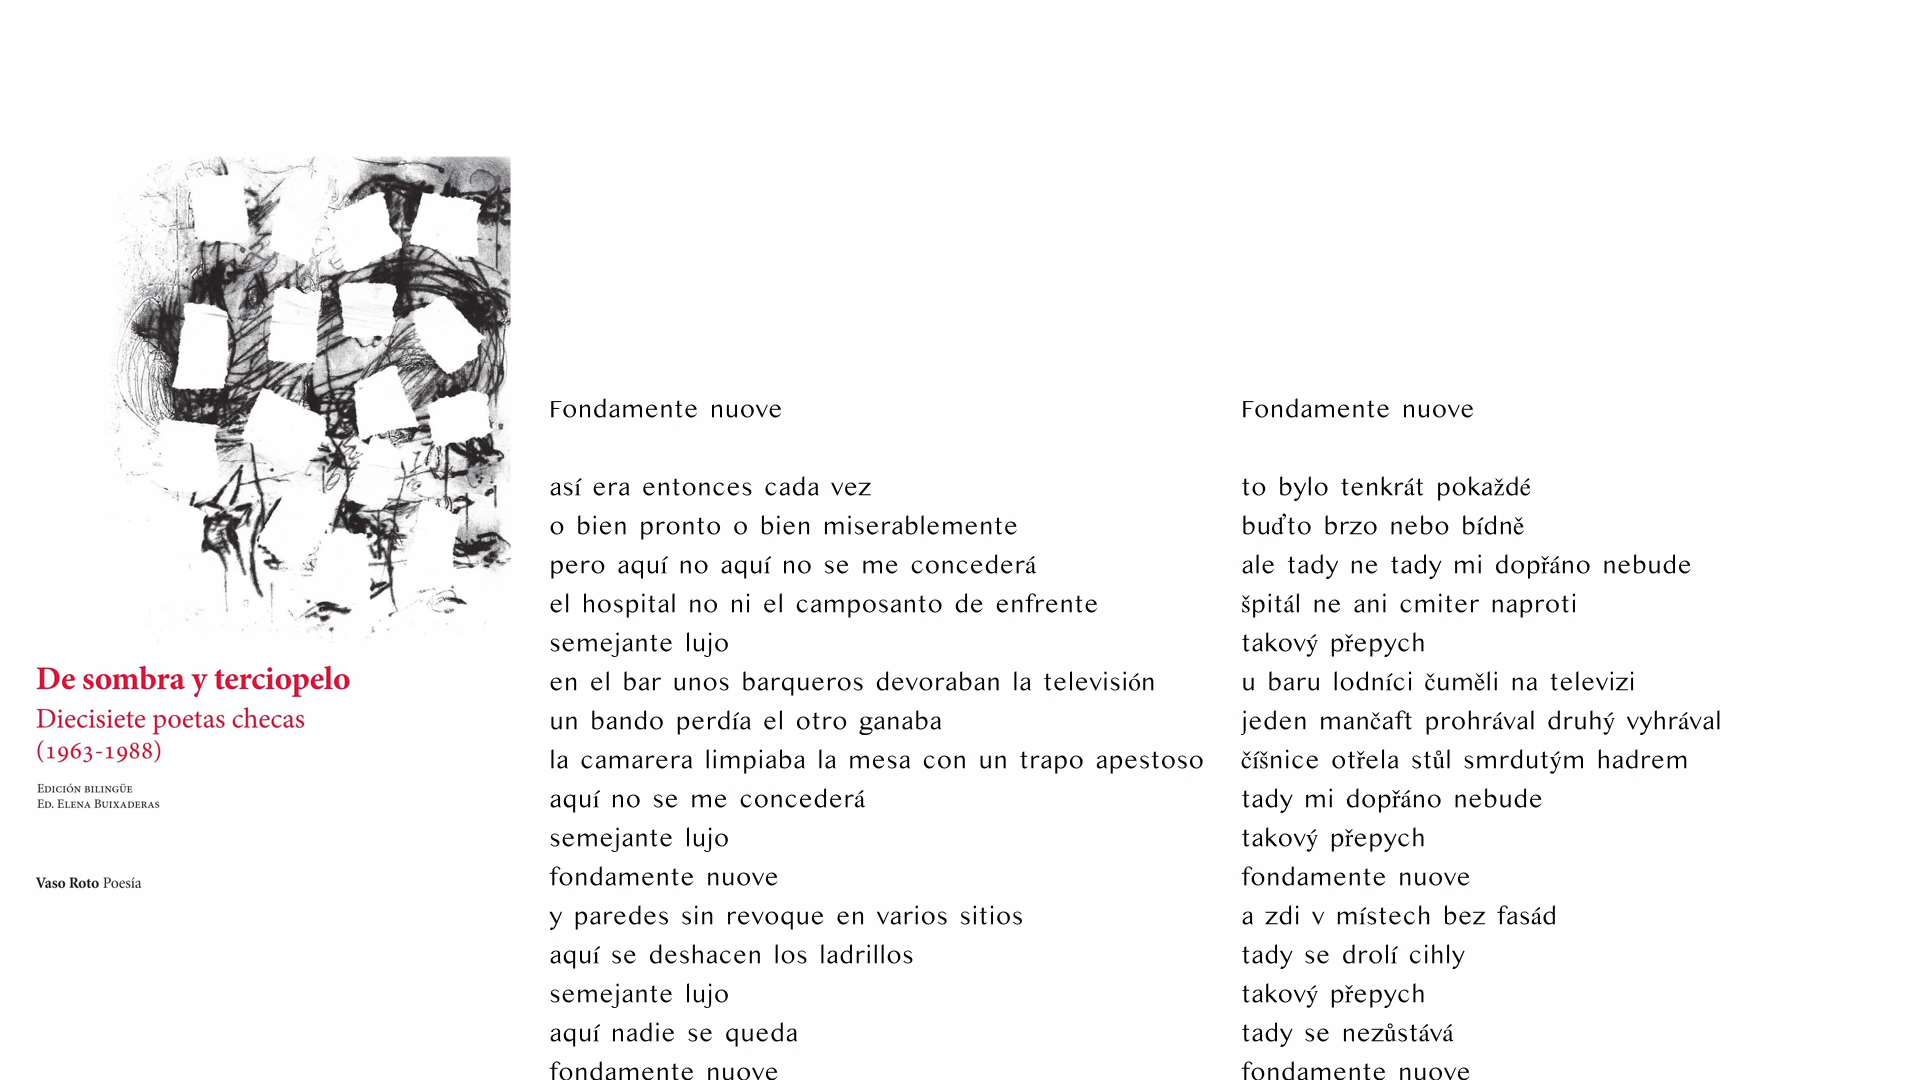 De sombra y terciopelo
Diecisiete poetas checas
(1963-1988)
Edición bilingüe
Ed. Elena Buixaderas
Vaso Roto Poesía
Fondamente nuove
así era entonces cada vez
o bien pronto o bien miserablemente
pero aquí no aquí no se me concederá
el hospital no ni el camposanto de enfrente
semejante lujo
en el bar unos barqueros devoraban la televisión
un bando perdía el otro ganaba
la camarera limpiaba la mesa con un trapo apestoso
aquí no se me concederá
semejante lujo
fondamente nuove
y paredes sin revoque en varios sitios
aquí se deshacen los ladrillos
semejante lujo
aquí nadie se queda
fondamente nuove
Fondamente nuove
to bylo tenkrát pokaždé
buďto brzo nebo bídně
ale tady ne tady mi dopřáno nebude
špitál ne ani cmiter naproti
takový přepych
u baru lodníci čuměli na televizi
jeden mančaft prohrával druhý vyhrával
číšnice otřela stůl smrdutým hadrem
tady mi dopřáno nebude
takový přepych
fondamente nuove
a zdi v místech bez fasád
tady se drolí cihly
takový přepych
tady se nezůstává
fondamente nuove